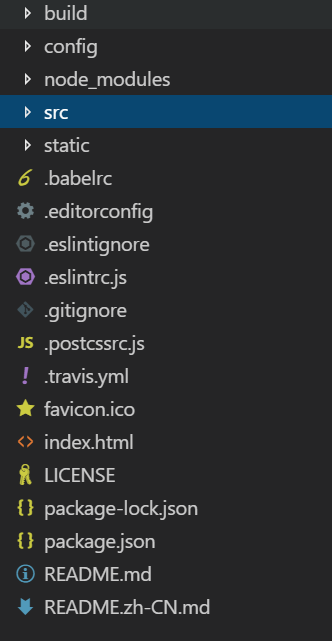 build
config
node_modules
src
static
.babelrc
.editorconfig
.eslintignore
.eslintrc.js
.gitignore
JS .postcssrc.js
! .travis.yml
favicon.ico
<> index.html
LICENSE
{} package-lock.json
{} package.json
README.md
README.zh-CN.md